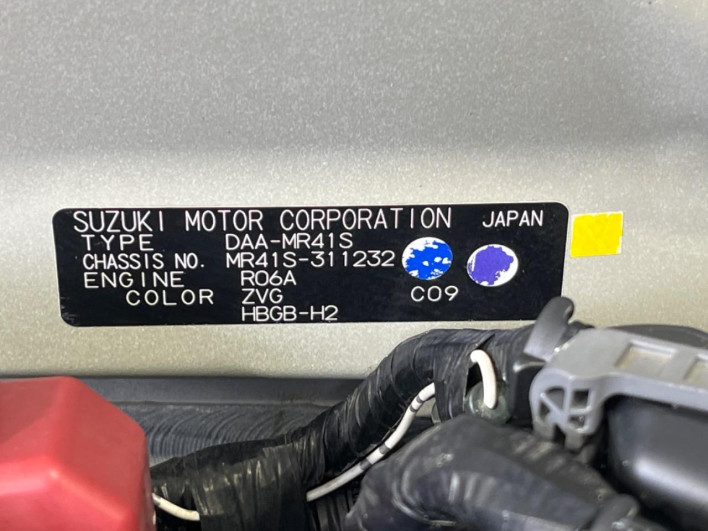 SUZUKI MOTOR CORPORATION JAPAN
TYPE DAA-MR41S
CHASSIS NO. MR41S-311232
ENGINE R06A
COLOR ZVG C09
HBGB-H2